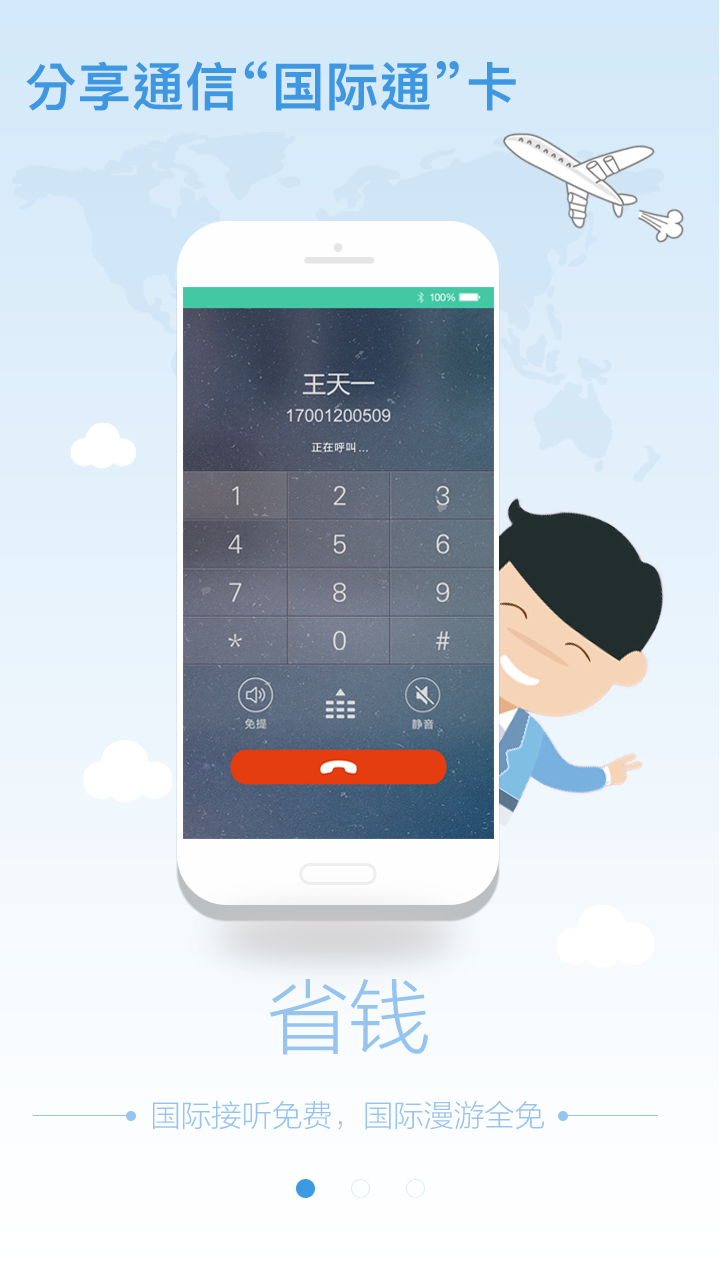 分享通信“国际通”卡
100%
王天一
17001200509
正在呼叫...
1 2 3
4 5 6
7 8 9
* 0 #
免提 静音
省钱
国际接听免费，国际漫游全免